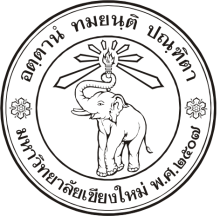 อตฺตานํ ทมยนฺติ ปณฺฑิตา
มหาวิทยาลัยเชียงใหม่ พ.ศ.๒๕๐๗